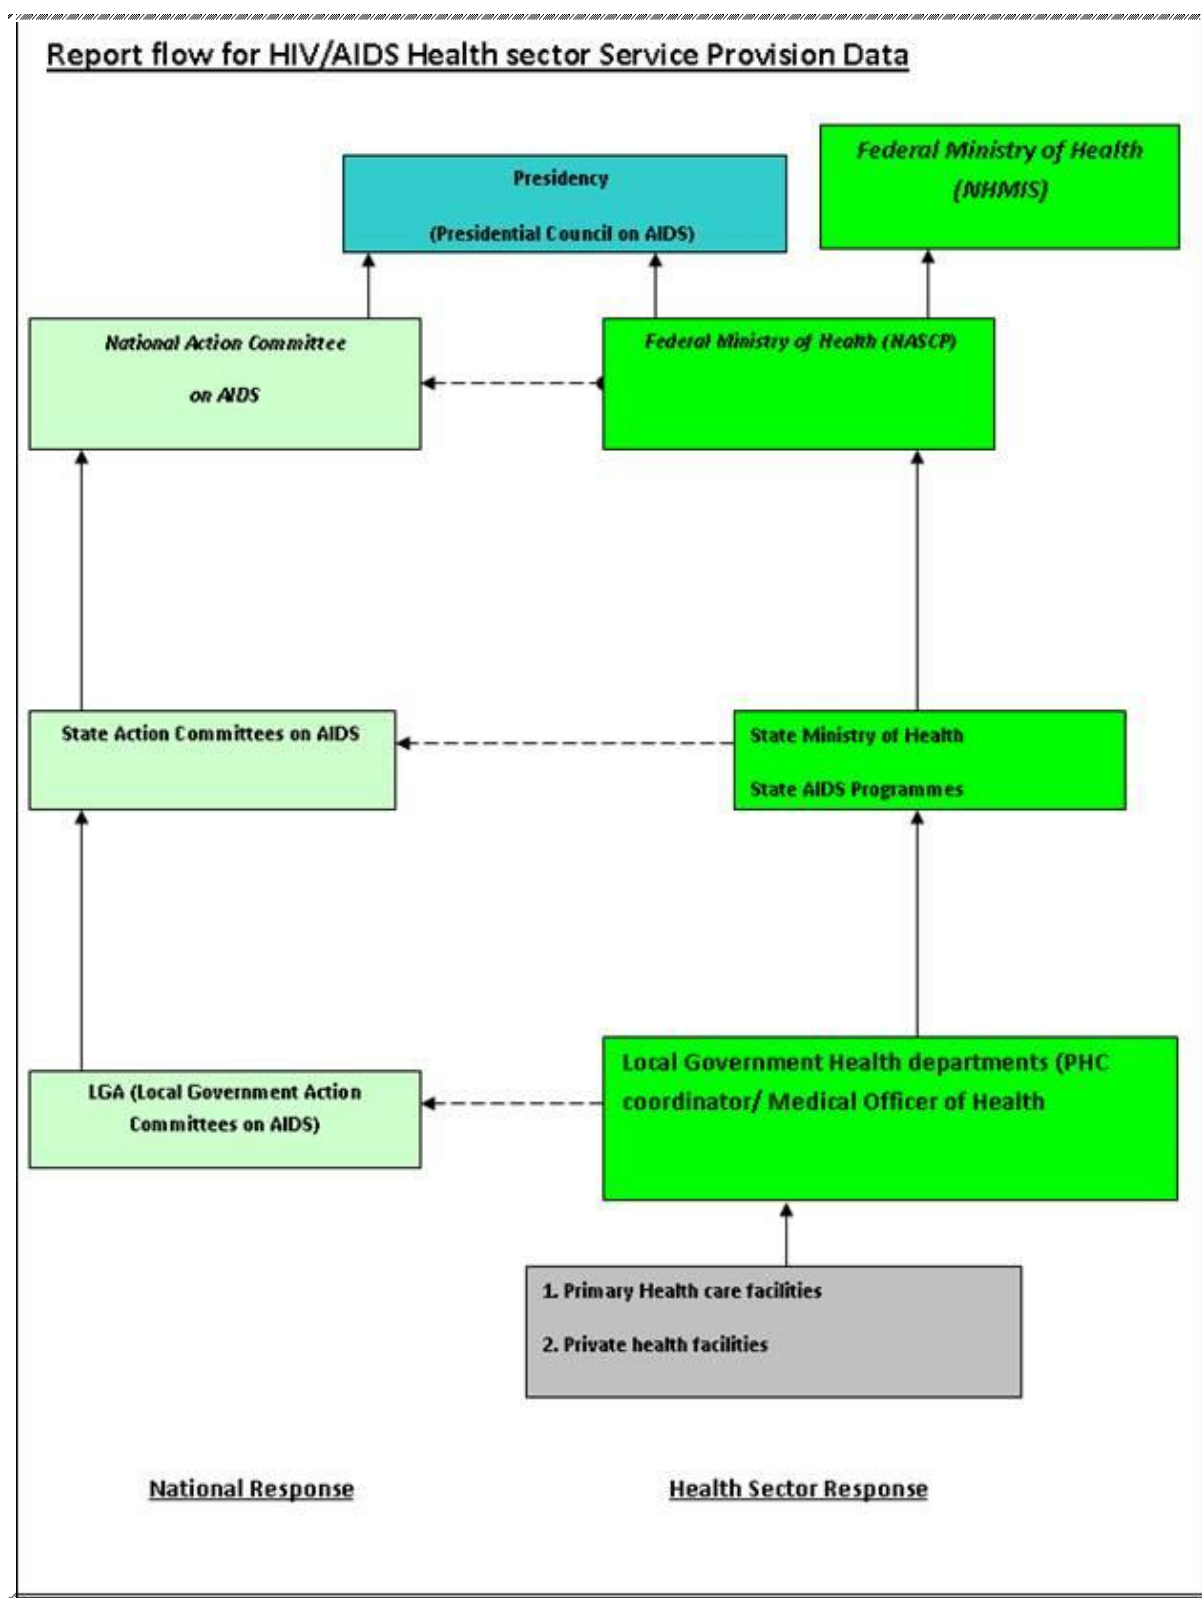 Report flow for HIV/AIDS Health sector Service Provision Data
Federal Ministry of Health
(NHMIS)
Presidency
(Presidential Council on AIDS)
National Action Committee
on AIDS
Federal Ministry of Health (NASCP)
State Action Committees on AIDS
State Ministry of Health
State AIDS Programmes
Local Government Health departments (PHC
coordinator/ Medical Officer of Health
LGA (Local Government Action
Committees on AIDS)
1. Primary Health care facilities
2. Private health facilities
National Response
Health Sector Response